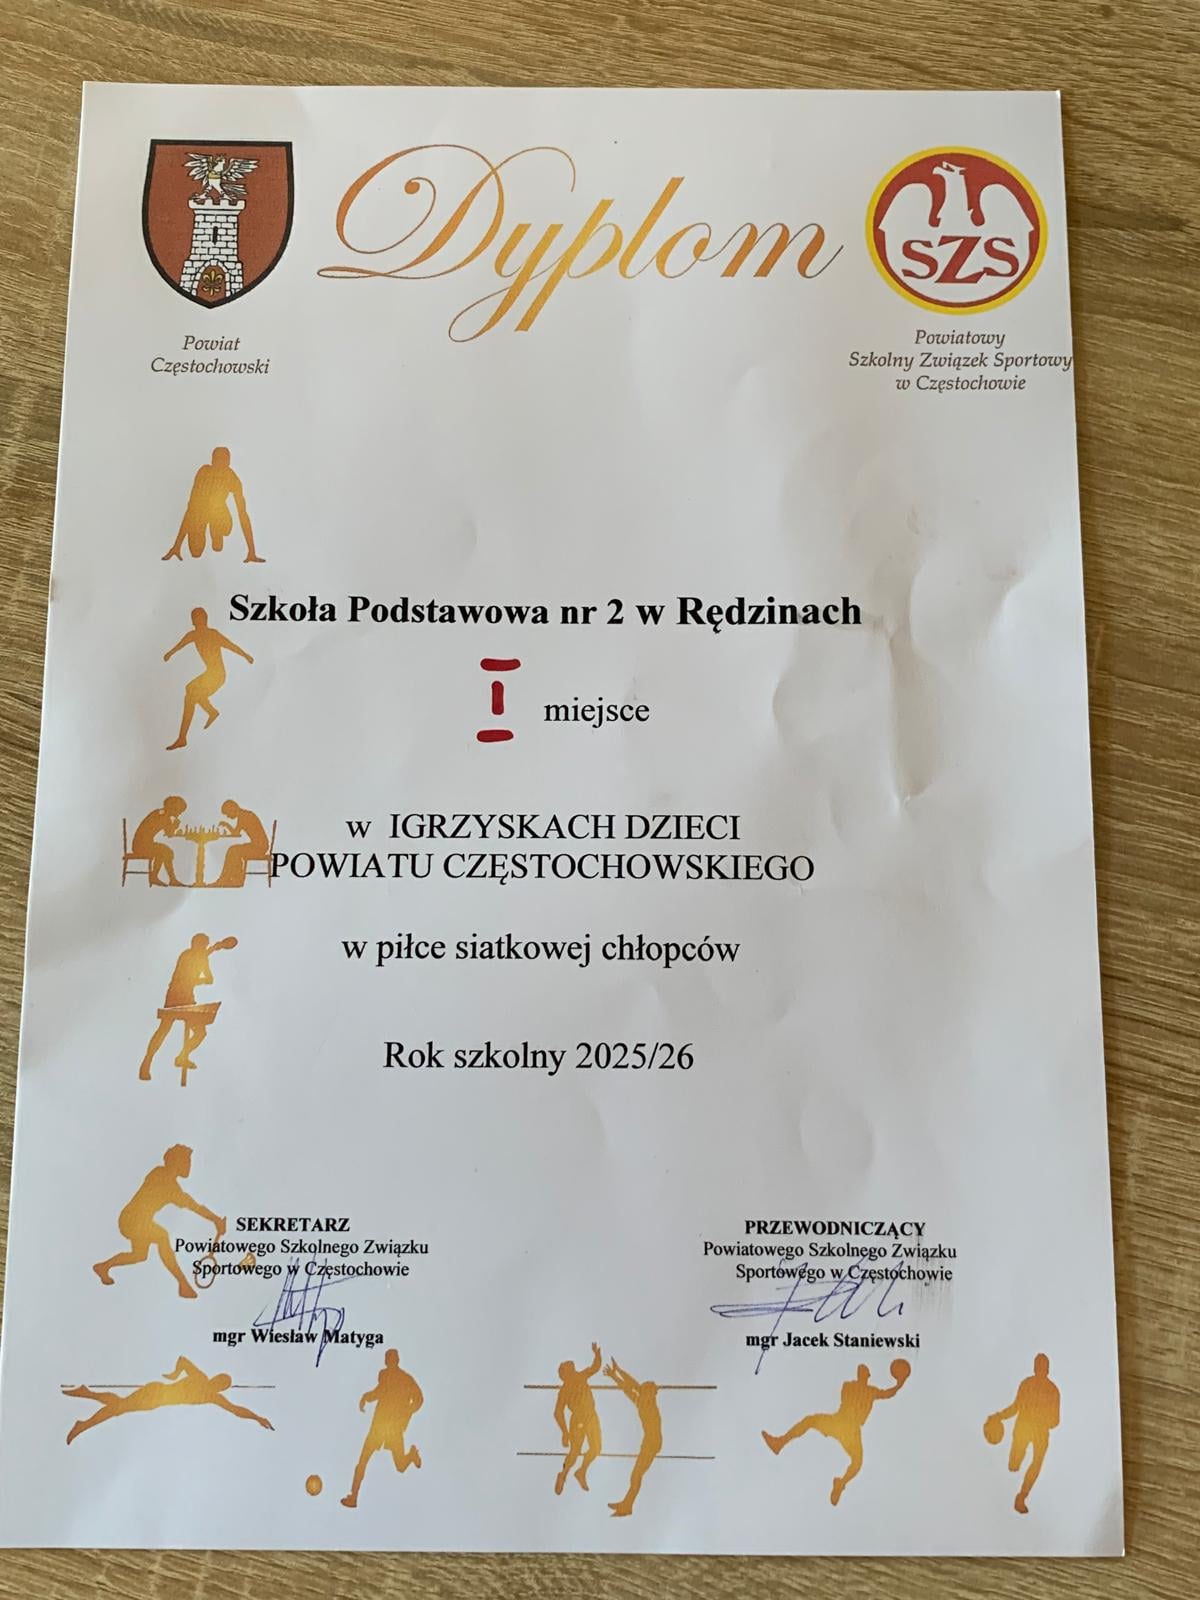 Dyplom
Powiat
Częstochowski
SZS
Powiatowy
Szkolny Związek Sportowy
w Częstochowie
Szkoła Podstawowa nr 2 w Rędzinach
I miejsce
w IGRZYSKACH DZIECI
POWIATU CZĘSTOCHOWSKIEGO
w piłce siatkowej chłopców
Rok szkolny 2025/26
SEKRETARZ
Powiatowego Szkolnego Związku
Sportowego w Częstochowie
mgr Wiesław Matyga
PRZEWODNICZĄCY
Powiatowego Szkolnego Związku
Sportowego w Częstochowie
mgr Jacek Staniewski